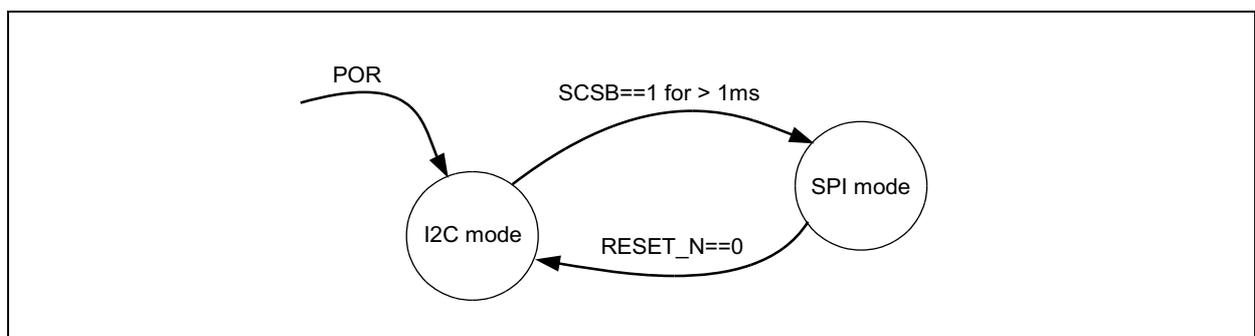 POR
SCSB==1 for > 1ms
SPI mode
I2C mode
RESET_N==0